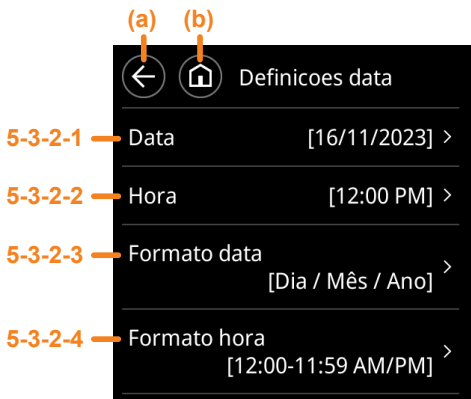 (a) (b)
Definicoes data
5-3-2-1 Data [16/11/2023] >
5-3-2-2 Hora [12:00 PM] >
5-3-2-3 Formato data
[Dia / Mês / Ano] >
5-3-2-4 Formato hora
[12:00-11:59 AM/PM] >